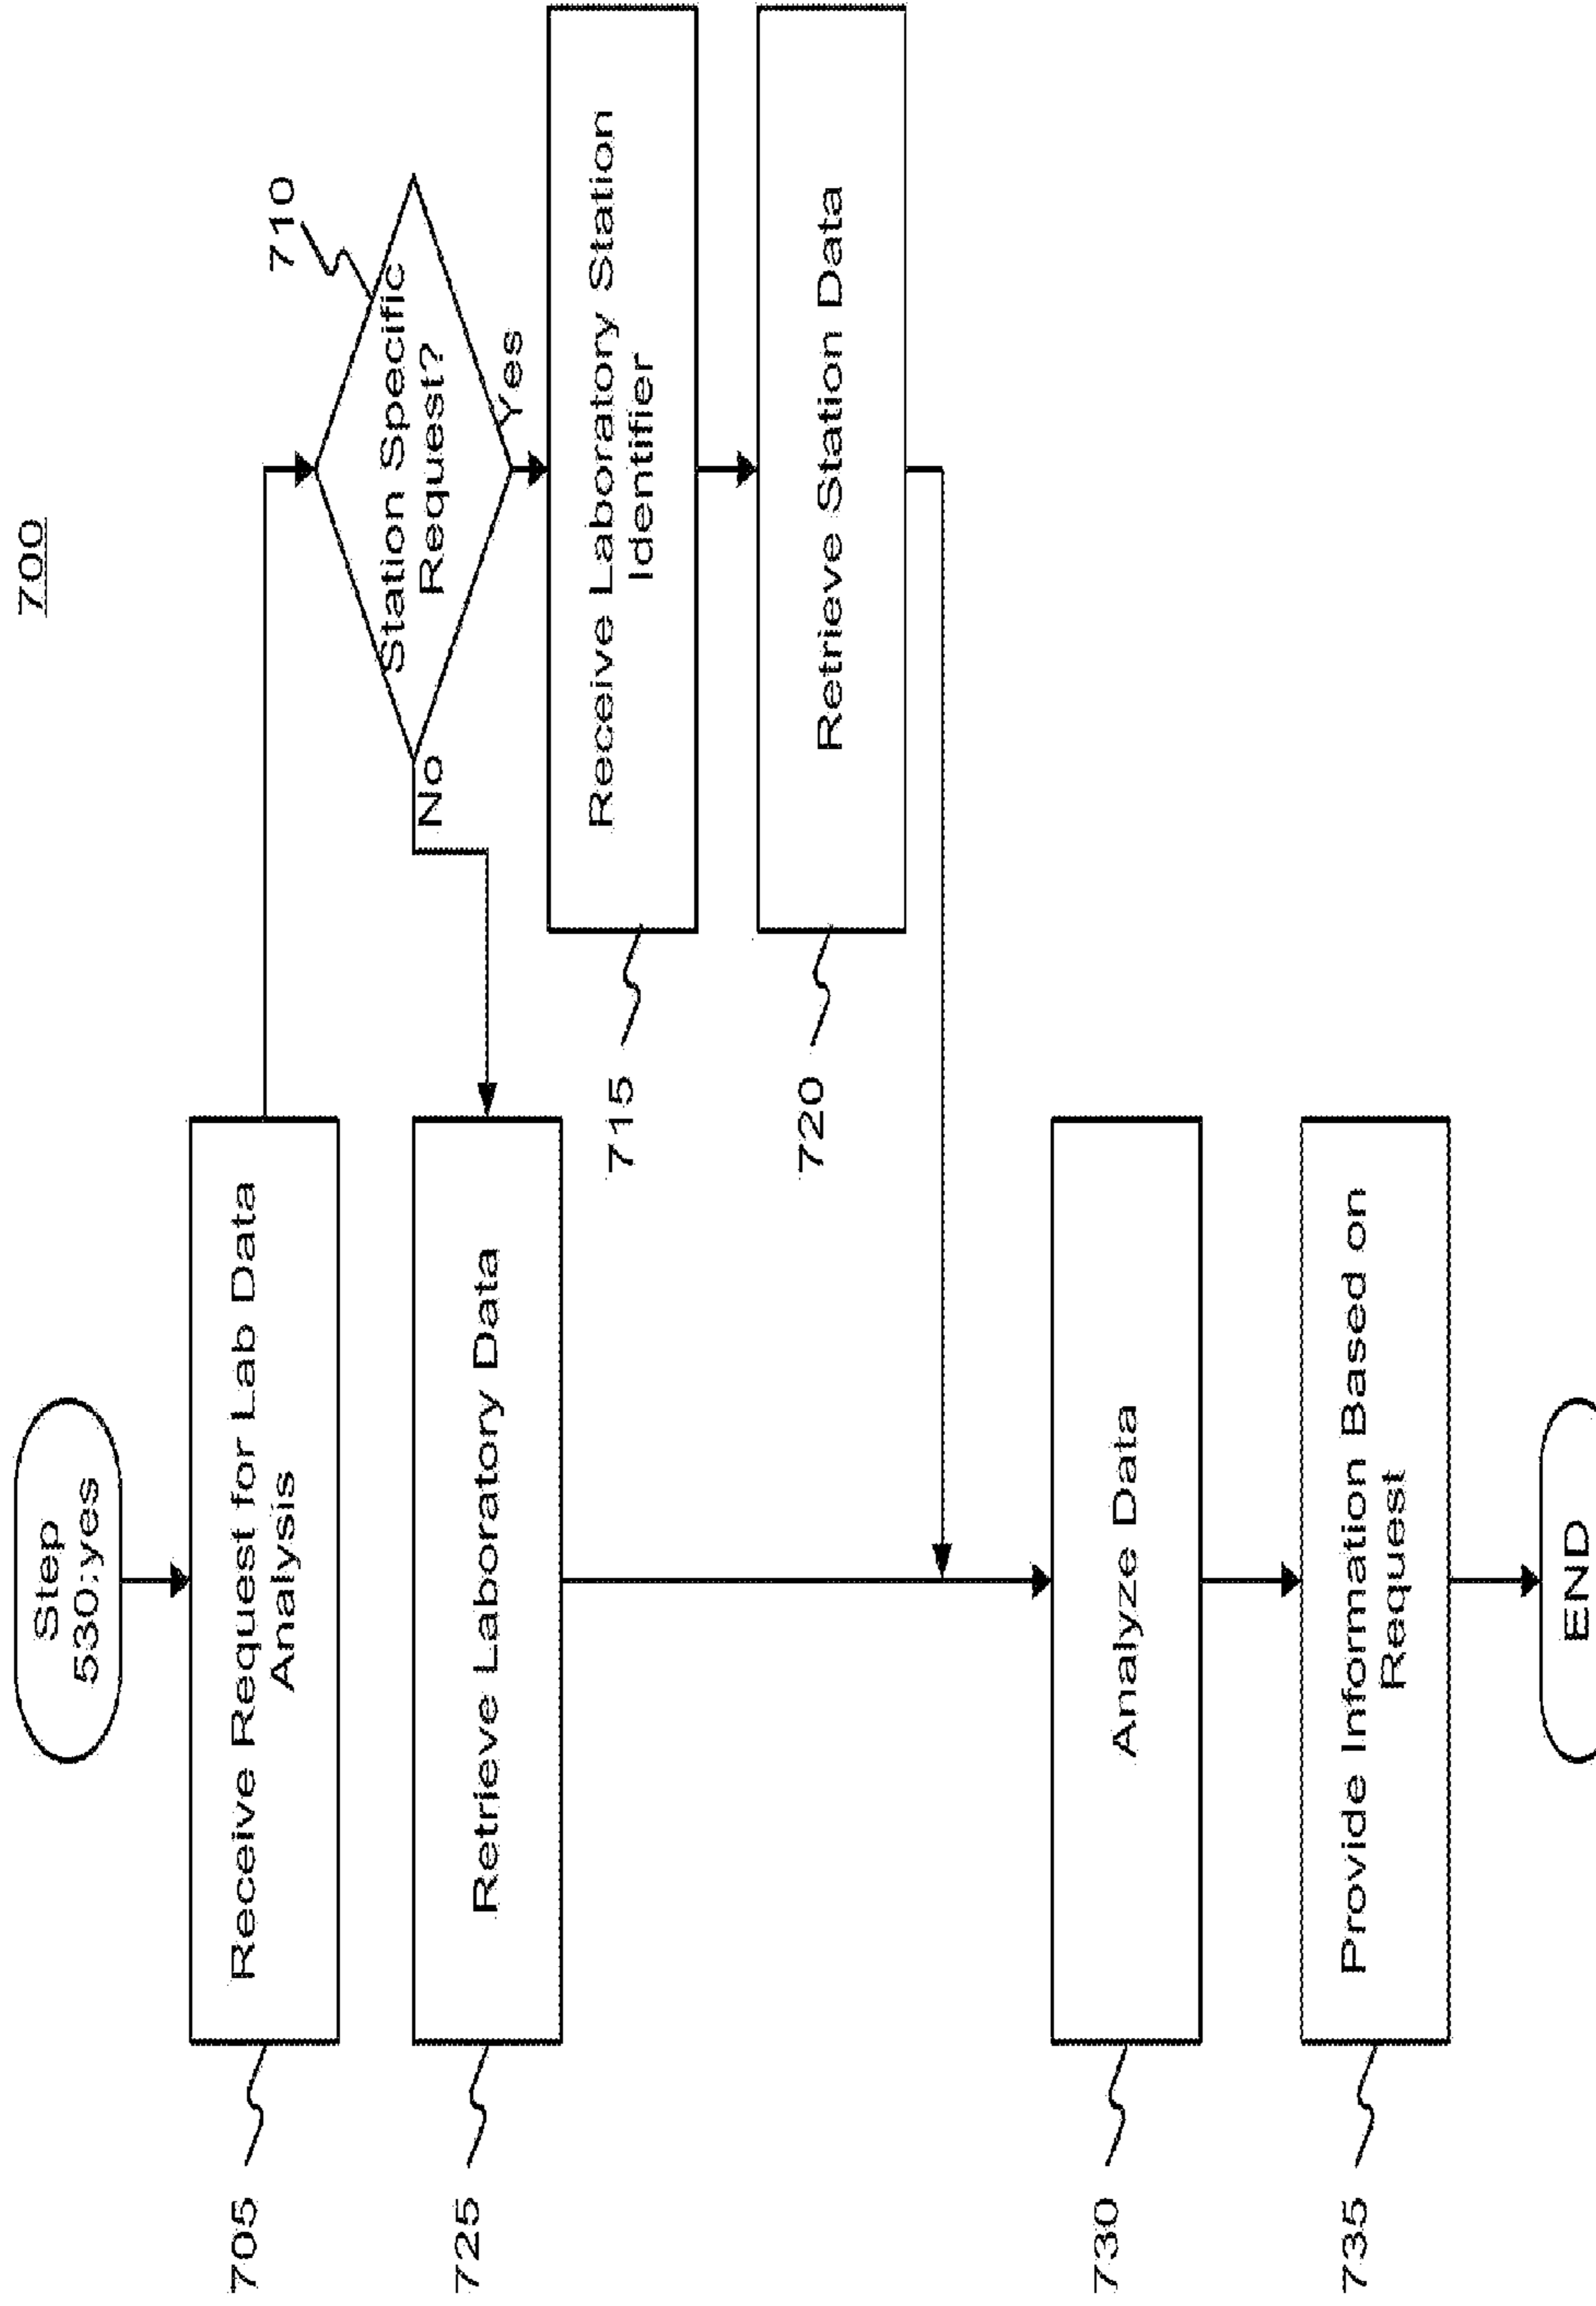 700
Step
530;yes
705
Receive Request for Lab Data
Analysis
710
Station Specific
Request?
No
Yes
725
Retrieve Laboratory Data
715
Receive Laboratory Station
Identifier
720
Retrieve Station Data
730
Analyze Data
735
Provide Information Based on
Request
END